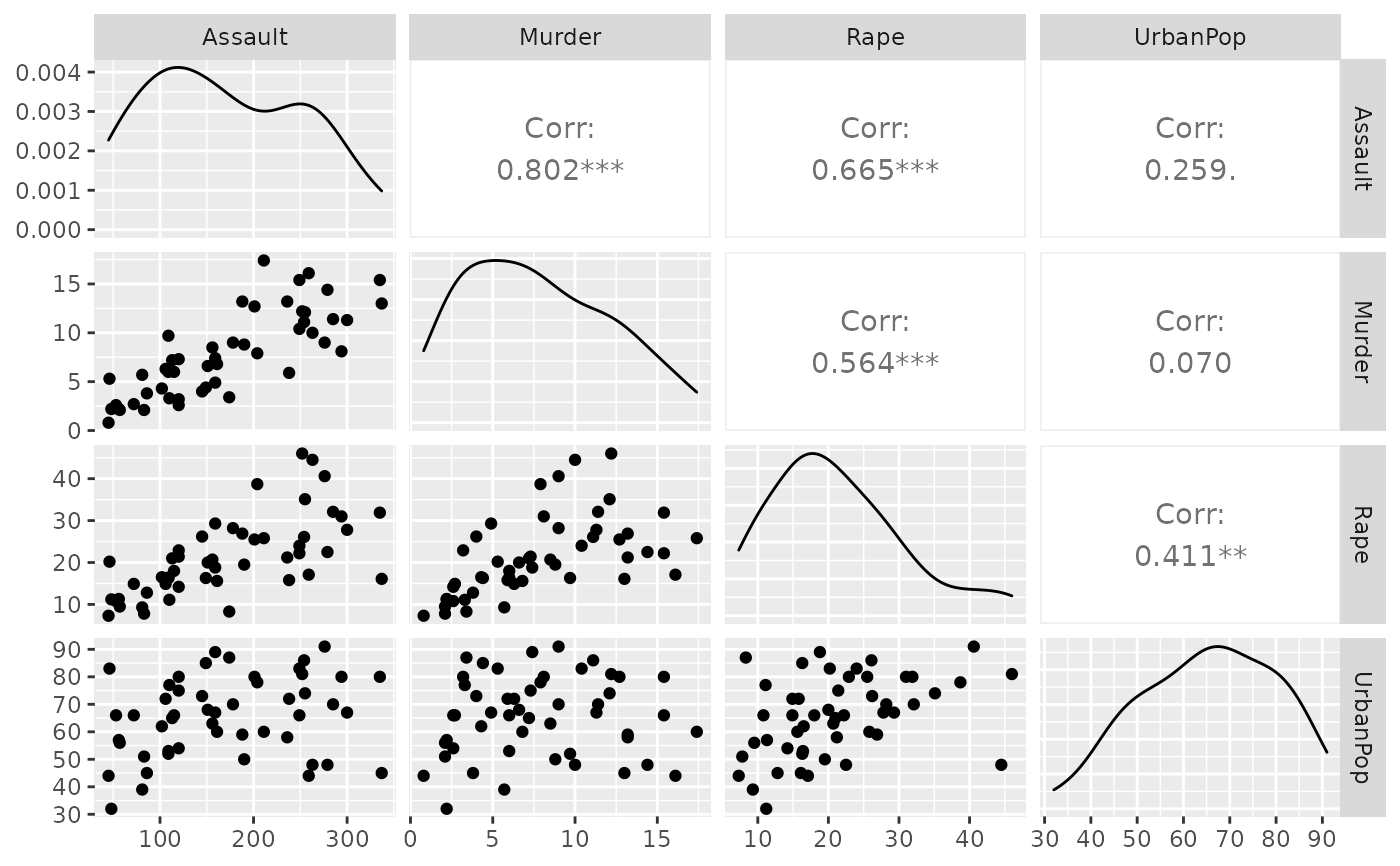 Assault Murder Rape UrbanPop
0.004
0.003
0.002
0.001
0.000
Corr:
0.802***
Corr:
0.665***
Corr:
0.259.
Assault
15
10
5
0
Corr:
0.564***
Corr:
0.070
Murder
40
30
20
10
Corr:
0.411**
Rape
90
80
70
60
50
40
30
UrbanPop
100 200 300 0 5 10 15 10 20 30 40 30 40 50 60 70 80 90